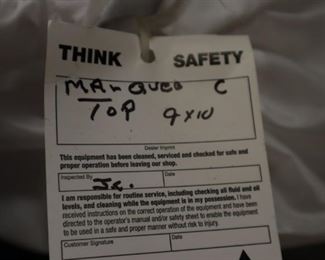 THINK SAFETY
MARQUEE C
TOP 9x10
Dealer Imprint
This equipment has been cleaned, serviced and checked for safe and
proper operation before leaving our shop.
Inspected By Date
I am responsible for routine service, including checking all fluid and oil
levels, and cleaning while the equipment is in my possession. I have
received instructions on the correct operation of the equipment and have been
directed to the operator's manual and/or safety sheet to enable the equipment
to be used in a safe and proper manner without risk to injury.
Customer Signature Date